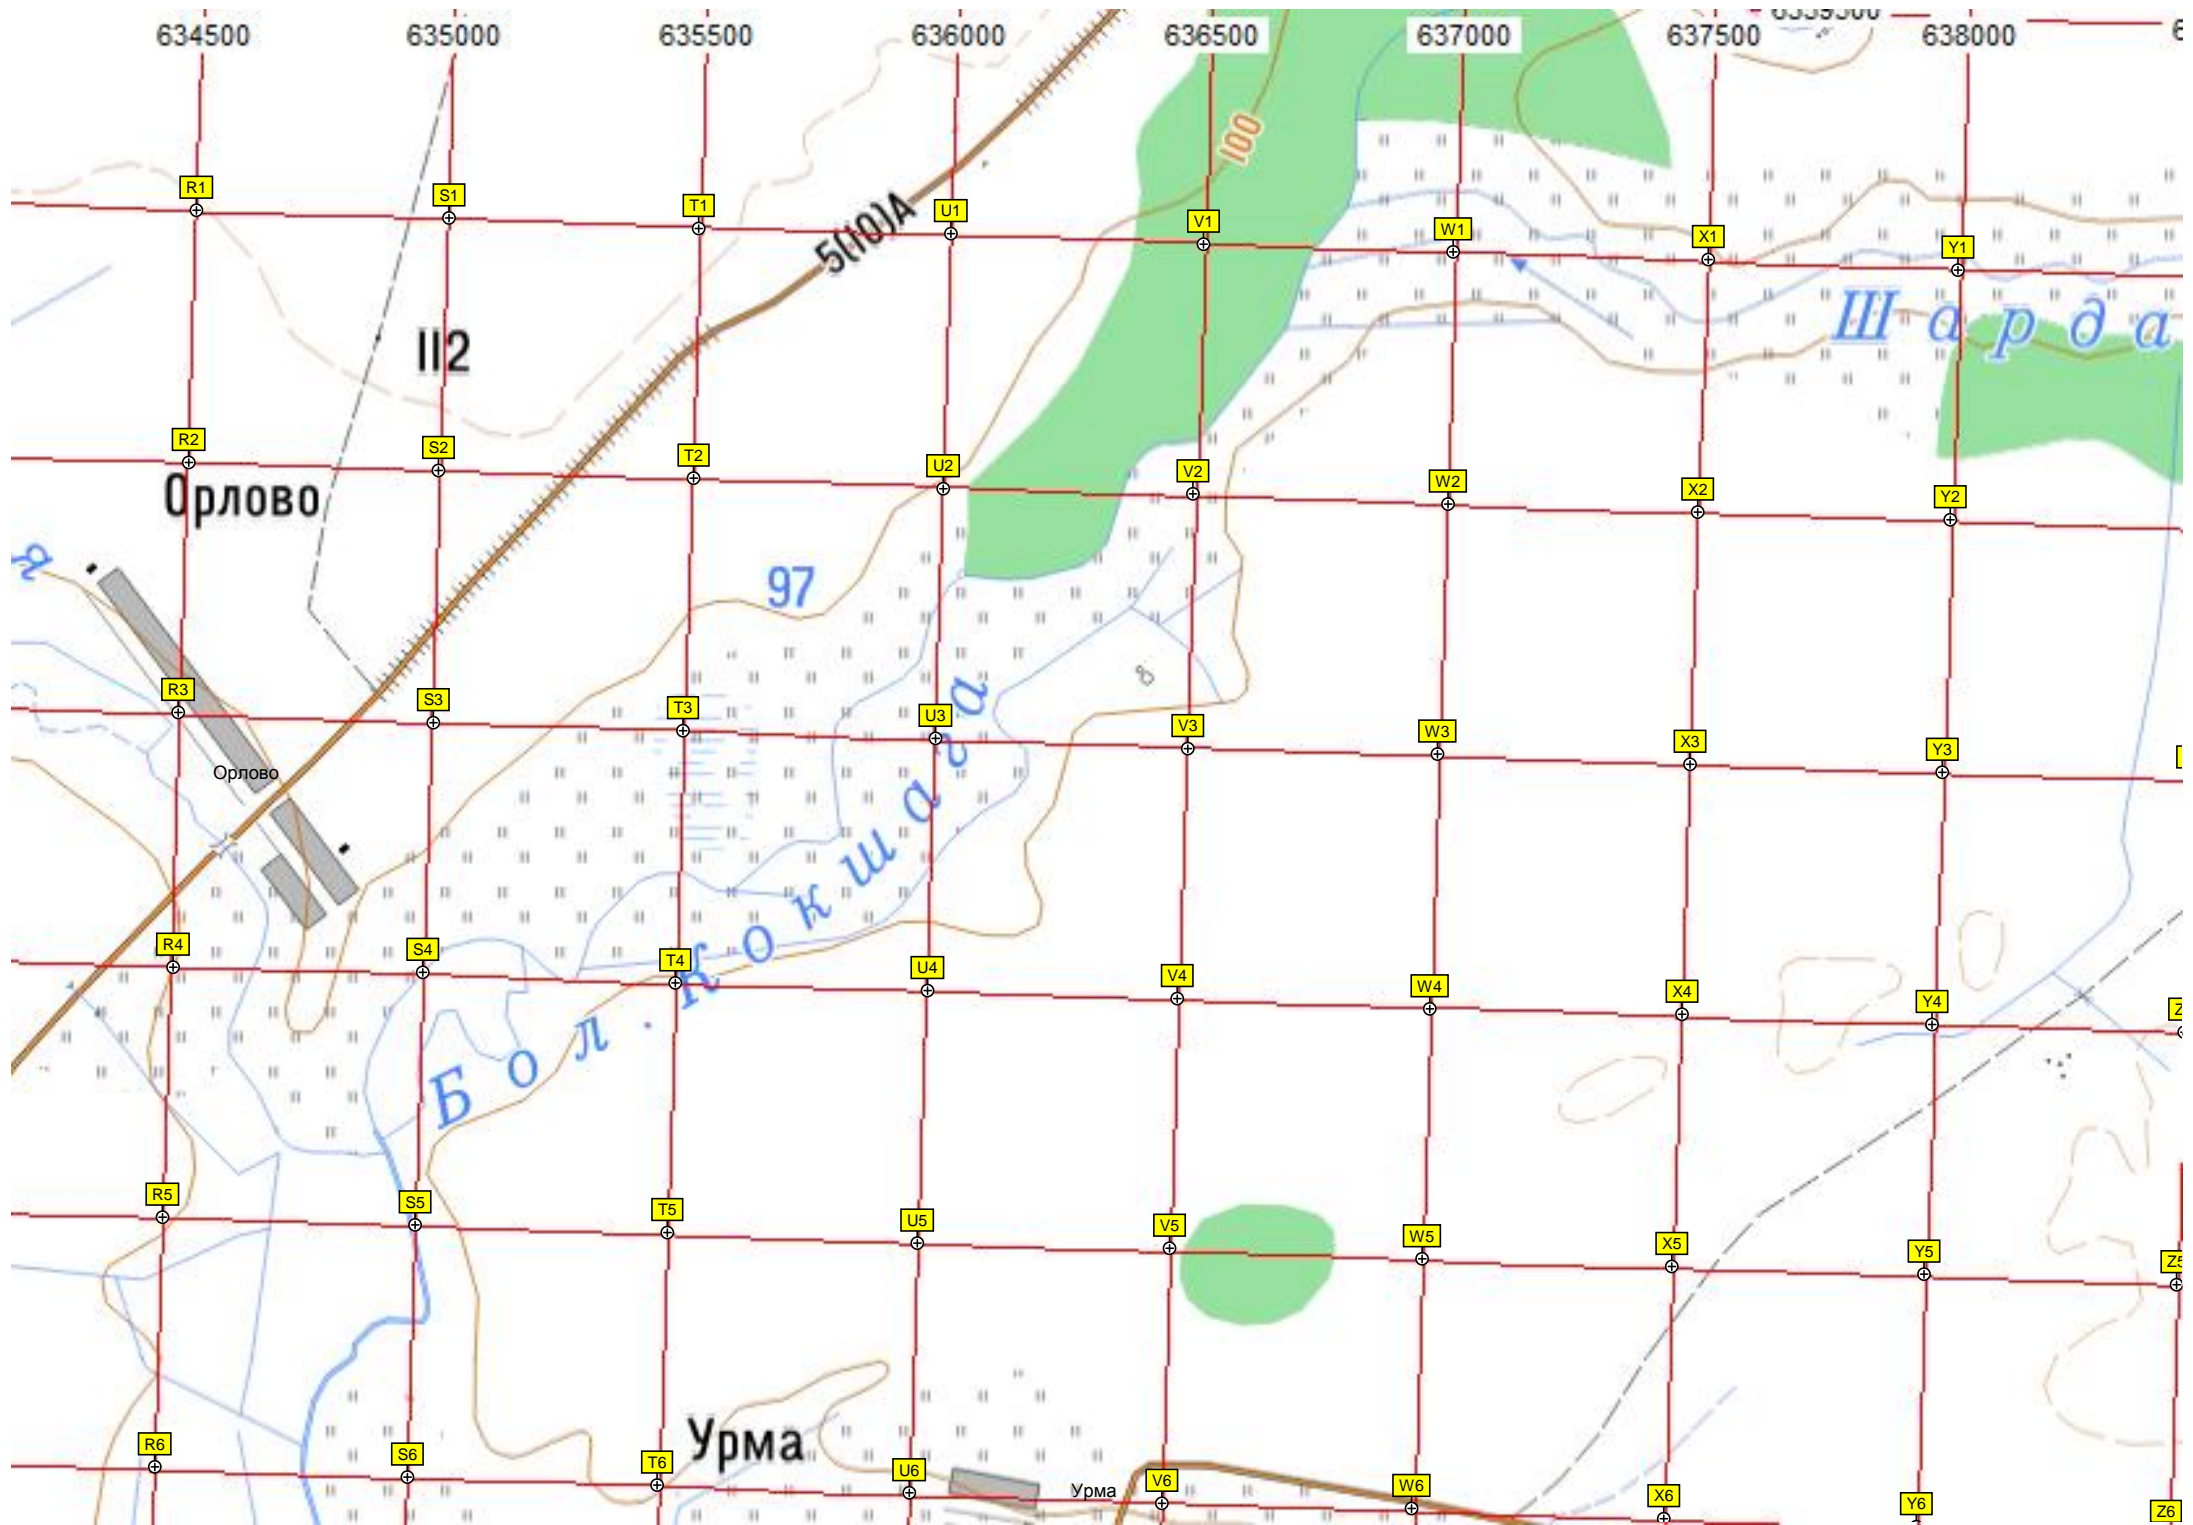 6339500
634500 635000 635500 636000 636500 637000 637500 638000
100
R1 S1 T1 U1 V1 W1 X1 Y1
5(10)А
Шарда
112
R2 S2 T2 U2 V2 W2 X2 Y2
Орлово
я
97
R3 S3 T3 U3 V3 W3 X3 Y3
Орлово
Бол. Кокшага
R4 S4 T4 U4 V4 W4 X4 Y4
R5 S5 T5 U5 V5 W5 X5 Y5 Z5
Урма
R6 S6 T6 U6 V6 W6 X6 Y6 Z6
Урма